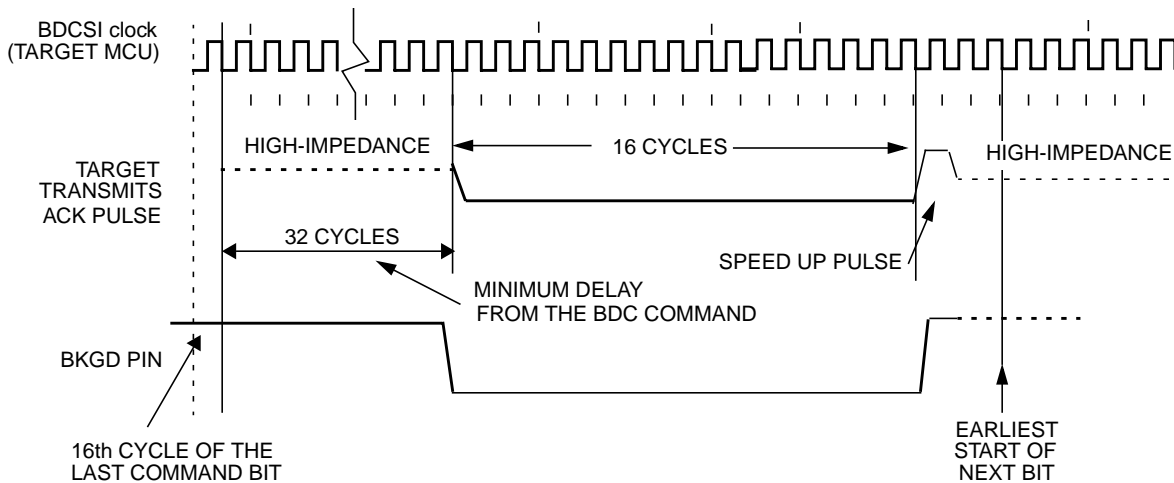 BDCSI clock
(TARGET MCU)
HIGH-IMPEDANCE
16 CYCLES
HIGH-IMPEDANCE
TARGET
TRANSMITS
ACK PULSE
32 CYCLES
SPEED UP PULSE
MINIMUM DELAY
FROM THE BDC COMMAND
BKGD PIN
16th CYCLE OF THE
LAST COMMAND BIT
EARLIEST
START OF
NEXT BIT